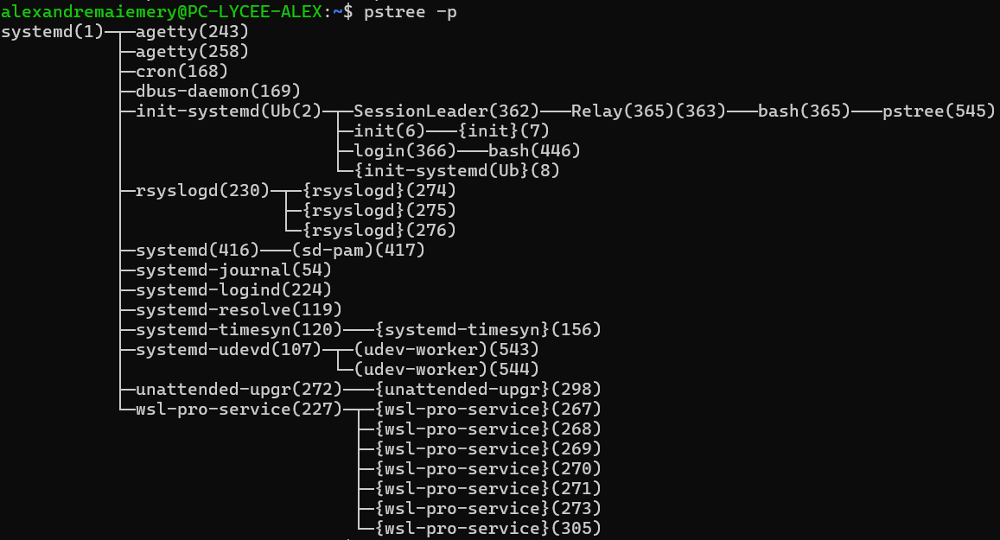 alexandremaiemery@PC-LYCEE-ALEX:~$ pstree -p
systemd(1)─┬─agetty(243)
           ├─agetty(258)
           ├─cron(168)
           ├─dbus-daemon(169)
           ├─init-systemd(Ub(2)─┬─SessionLeader(362)───Relay(365)(363)───bash(365)───pstree(545)
           │                    ├─init(6)───{init}(7)
           │                    ├─login(366)───bash(446)
           │                    └─{init-systemd(Ub}(8)
           ├─rsyslogd(230)─┬─{rsyslogd}(274)
           │               ├─{rsyslogd}(275)
           │               └─{rsyslogd}(276)
           ├─systemd(416)───(sd-pam)(417)
           ├─systemd-journal(54)
           ├─systemd-logind(224)
           ├─systemd-resolve(119)
           ├─systemd-timesyn(120)───{systemd-timesyn}(156)
           ├─systemd-udevd(107)─┬─(udev-worker)(543)
           │                    └─(udev-worker)(544)
           ├─unattended-upgr(272)───{unattended-upgr}(298)
           └─wsl-pro-service(227)─┬─{wsl-pro-service}(267)
                                  ├─{wsl-pro-service}(268)
                                  ├─{wsl-pro-service}(269)
                                  ├─{wsl-pro-service}(270)
                                  ├─{wsl-pro-service}(271)
                                  ├─{wsl-pro-service}(273)
                                  └─{wsl-pro-service}(305)